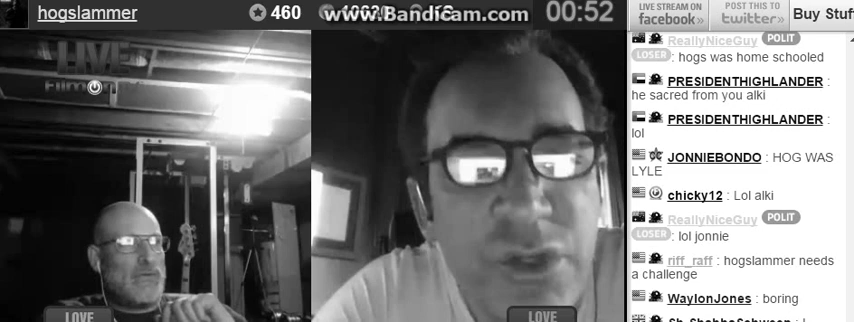 hogslammer
460
www.Bandicam.com
00:52
LIVE STREAM ON
facebook»
POST THIS TO
twitter»
Buy Stuf
LIVE
FilmOn
LOVE
LOVE
ReallyNiceGuy POLIT
LOSER : hogs was home schooled
PRESIDENTHIGHLANDER :
he sacred from you alki
PRESIDENTHIGHLANDER :
lol
JONNIEBONDO : HOG WAS
LYLE
chicky12 : Lol alki
ReallyNiceGuy POLIT
LOSER : lol jonnie
riff_raff : hogslammer needs
a challenge
WaylonJones : boring